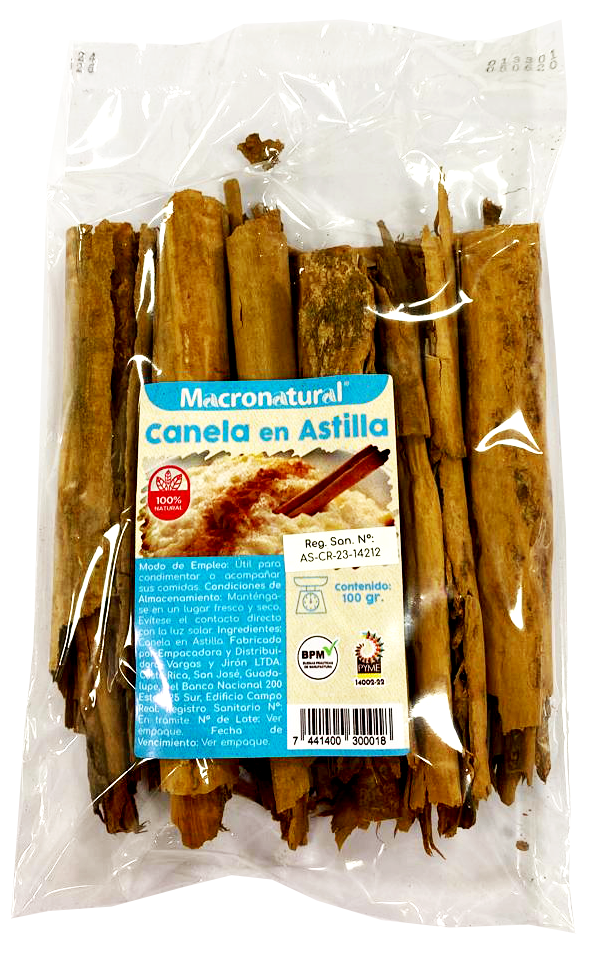 Macronatural®
Canela en Astilla
100%
NATURAL
Reg. San. Nº:
AS-CR-23-14212
Contenido:
100 gr.
Modo de Empleo: Útil para
condimentar o acompañar
sus comidas. Condiciones de
Almacenamiento: Manténga-
se en un lugar fresco y seco.
Evítese el contacto directo
con la luz solar. Ingredientes:
Canela en Astilla. Fabricado
por Empacadora y Distribui-
dora Vargas y Jirón LTDA.
Costa Rica, San José, Guada-
lupe, del Banco Nacional 200
Este, 25 Sur, Edificio Campo
Real. Registro Sanitario Nº:
En trámite. Nº de Lote: Ver
empaque. Fecha de
Vencimiento: Ver empaque.
BPM
BUENAS PRÁCTICAS
DE MANUFACTURA
PYME
14002-22
7 441400 300018